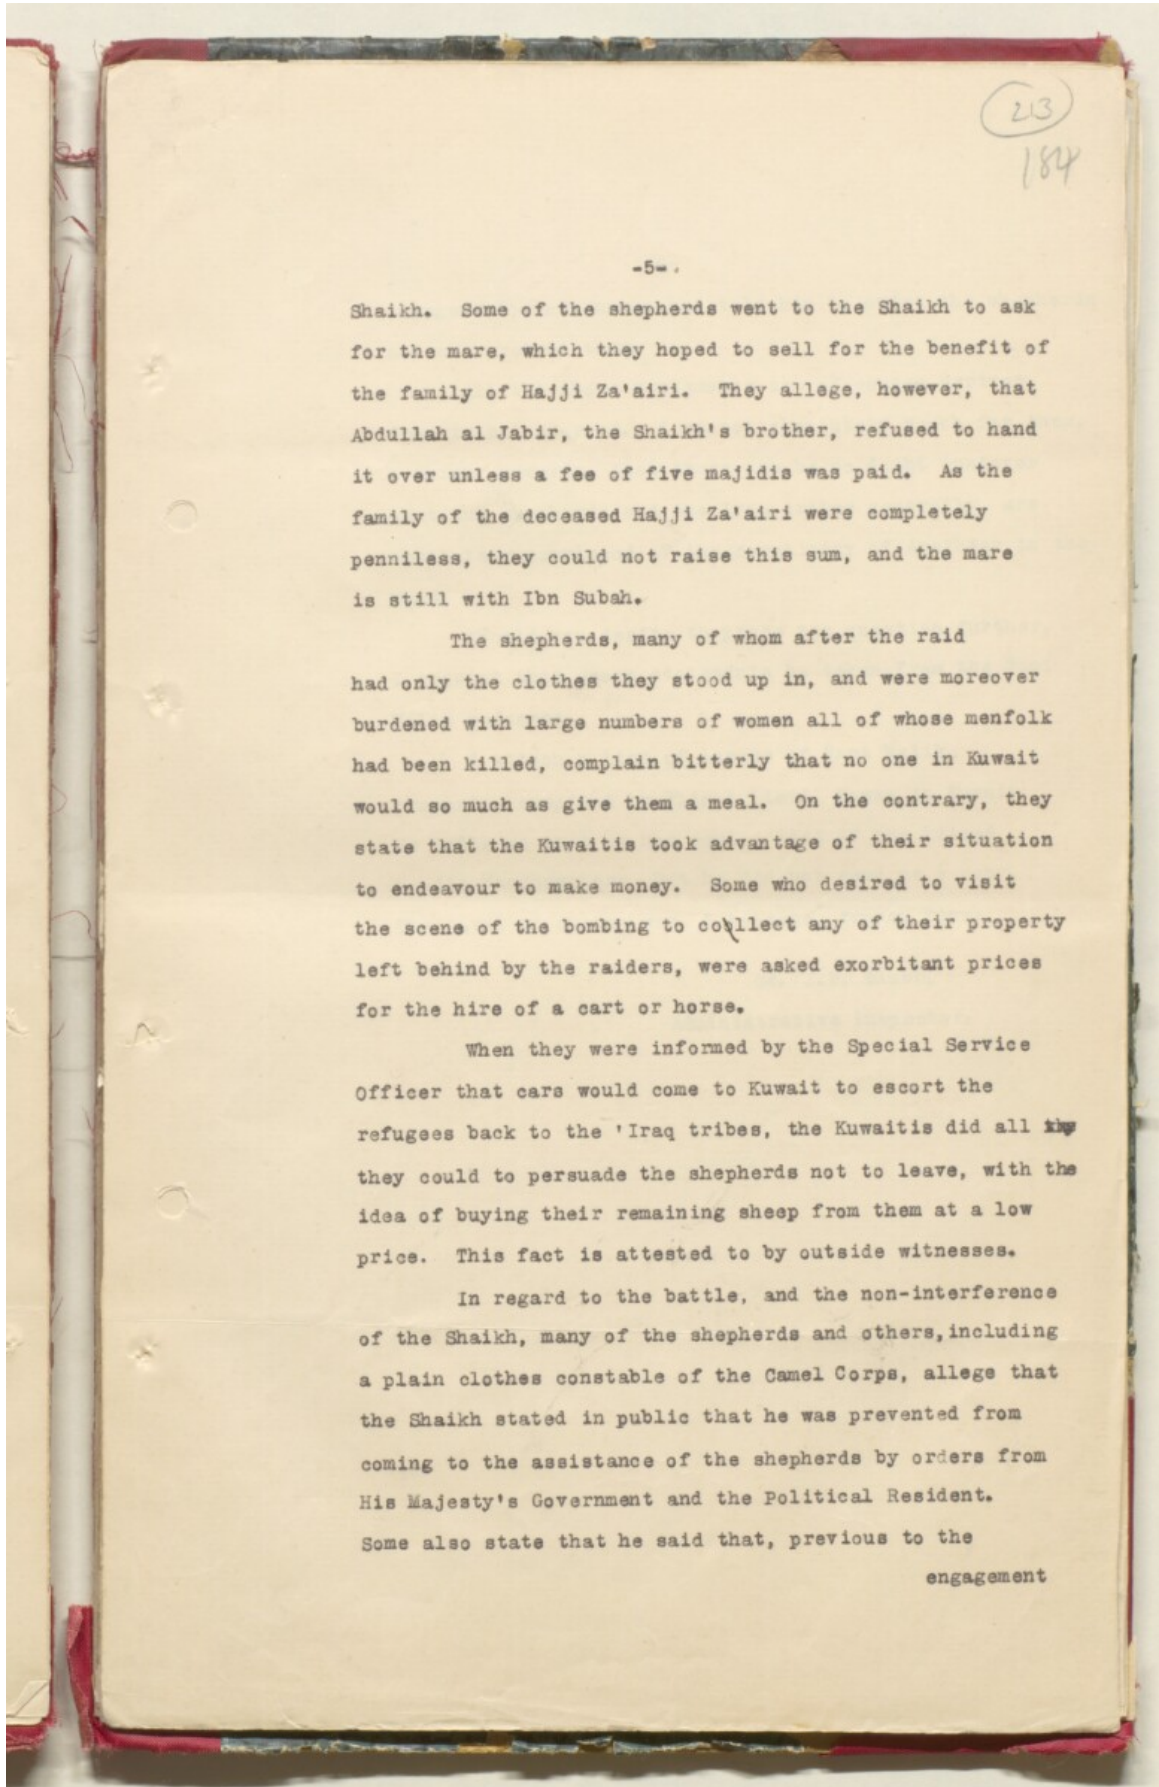 213
184
-5-.
Shaikh. Some of the shepherds went to the Shaikh to ask
for the mare, which they hoped to sell for the benefit of
the family of Hajji Za'airi. They allege, however, that
Abdullah al Jabir, the Shaikh's brother, refused to hand
it over unless a fee of five majidis was paid. As the
family of the deceased Hajji Za'airi were completely
penniless, they could not raise this sum, and the mare
is still with Ibn Subah.
The shepherds, many of whom after the raid
had only the clothes they stood up in, and were moreover
burdened with large numbers of women all of whose menfolk
had been killed, complain bitterly that no one in Kuwait
would so much as give them a meal. On the contrary, they
state that the Kuwaitis took advantage of their situation
to endeavour to make money. Some who desired to visit
the scene of the bombing to collect any of their property
left behind by the raiders, were asked exorbitant prices
for the hire of a cart or horse.
When they were informed by the Special Service
Officer that cars would come to Kuwait to escort the
refugees back to the 'Iraq tribes, the Kuwaitis did all
they could to persuade the shepherds not to leave, with the
idea of buying their remaining sheep from them at a low
price. This fact is attested to by outside witnesses.
In regard to the battle, and the non-interference
of the Shaikh, many of the shepherds and others, including
a plain clothes constable of the Camel Corps, allege that
the Shaikh stated in public that he was prevented from
coming to the assistance of the shepherds by orders from
His Majesty's Government and the Political Resident.
Some also state that he said that, previous to the
engagement